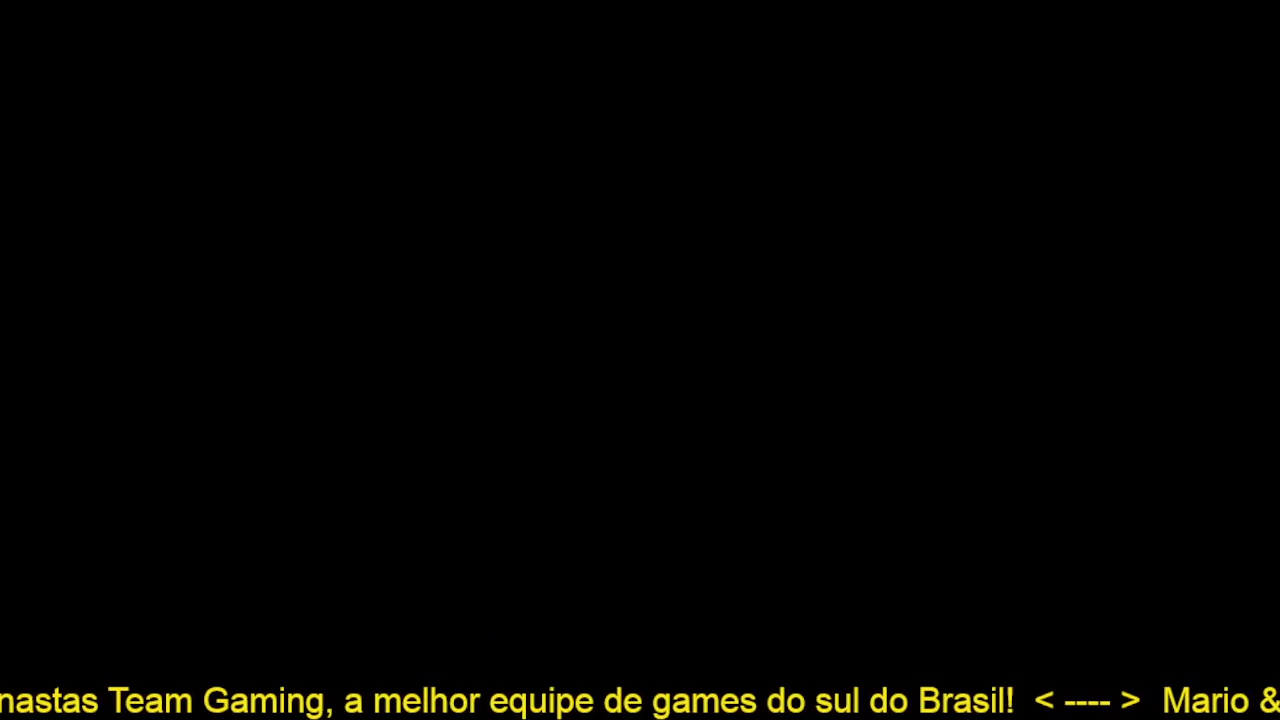 nastas Team Gaming, a melhor equipe de games do sul do Brasil! < ---- > Mario &